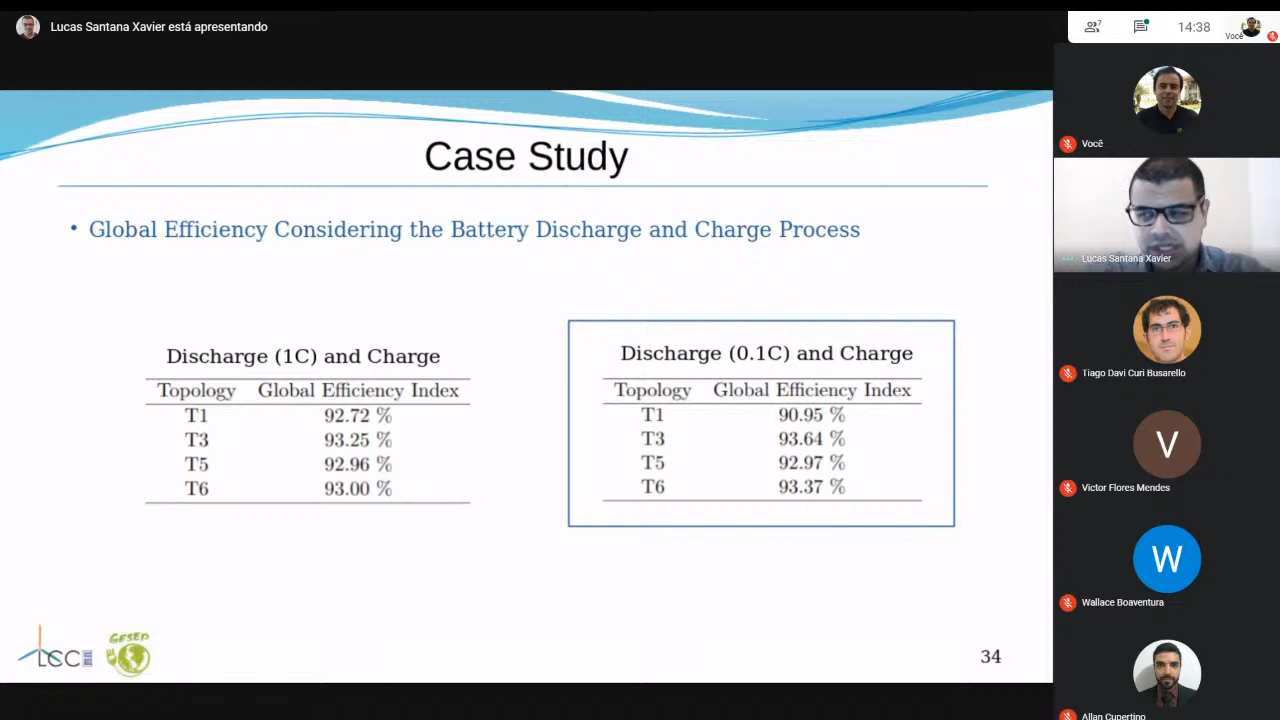 Lucas Santana Xavier está apresentando
7
14:38
Você
Case Study
• Global Efficiency Considering the Battery Discharge and Charge Process
Discharge (1C) and Charge
Topology Global Efficiency Index
T1 92.72 %
T3 93.25 %
T5 92.96 %
T6 93.00 %
Discharge (0.1C) and Charge
Topology Global Efficiency Index
T1 90.95 %
T3 93.64 %
T5 92.97 %
T6 93.37 %
LCC
GESEP
34
Você
Lucas Santana Xavier
Tiago Davi Curi Busarello
V
Victor Flores Mendes
W
Wallace Boaventura
Allan Cupertino